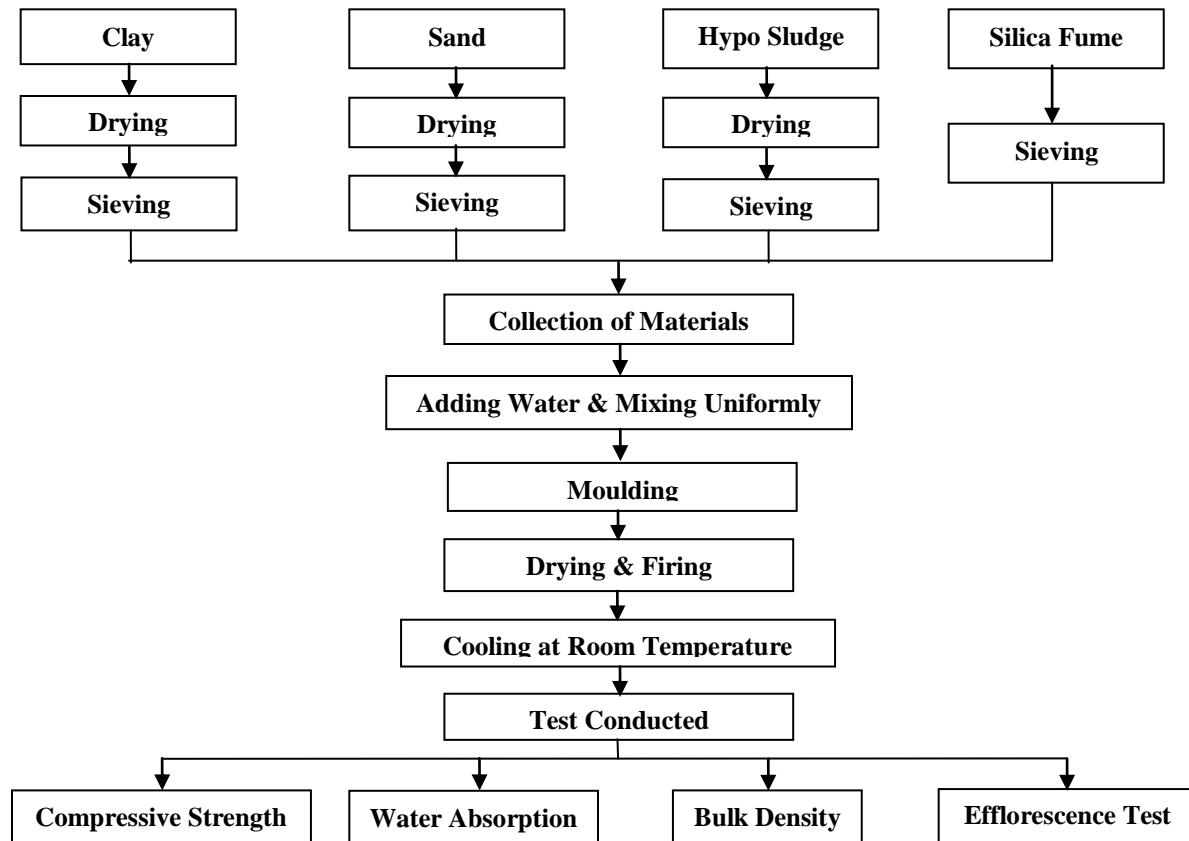 Clay
Sand
Hypo Sludge
Silica Fume
Drying
Drying
Drying
Sieving
Sieving
Sieving
Sieving
Collection of Materials
Adding Water & Mixing Uniformly
Moulding
Drying & Firing
Cooling at Room Temperature
Test Conducted
Compressive Strength
Water Absorption
Bulk Density
Efflorescence Test